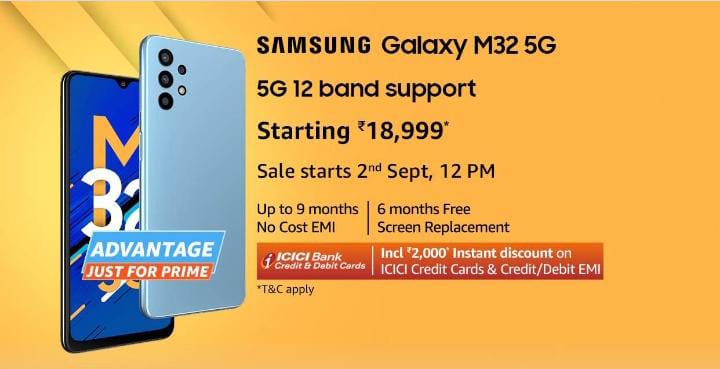 SAMSUNG Galaxy M32 5G
5G 12 band support
Starting ₹18,999*
Sale starts 2nd Sept, 12 PM
Up to 9 months
No Cost EMI
6 months Free
Screen Replacement
ICICI Bank
Credit & Debit Cards
Incl ₹2,000* Instant discount on
ICICI Credit Cards & Credit/Debit EMI
*T&C apply
M
32
ADVANTAGE
JUST FOR PRIME